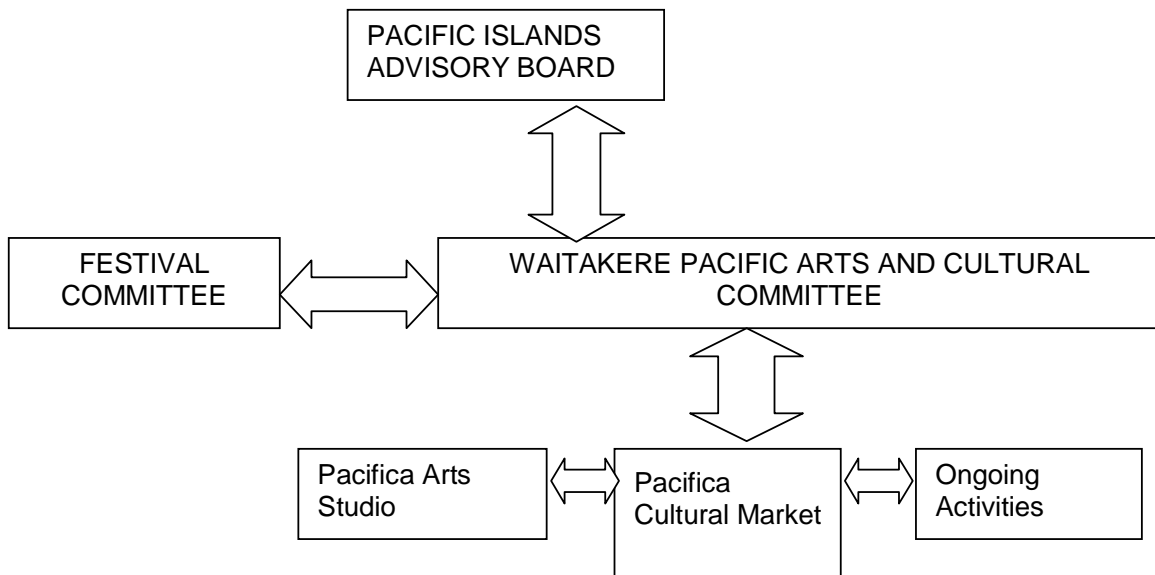 PACIFIC ISLANDS
ADVISORY BOARD
FESTIVAL
COMMITTEE
WAITAKERE PACIFIC ARTS AND CULTURAL
COMMITTEE
Pacifica Arts
Studio
Pacifica
Cultural Market
Ongoing
Activities